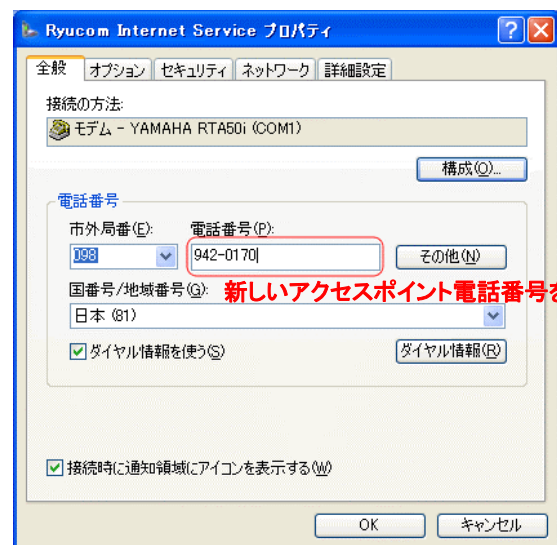 Ryucom Internet Service プロパティ
全般 オプション セキュリティ ネットワーク 詳細設定
接続の方法:
モデム - YAMAHA RTA50i (COM1)
構成(O)...
電話番号
市外局番(E): 電話番号(P):
098 942-0170 その他(N)
国番号/地域番号(G): 新しいアクセスポイント電話番号を
日本 (81)
ダイヤル情報を使う(S) ダイヤル情報(R)
接続時に通知領域にアイコンを表示する(W)
OK キャンセル